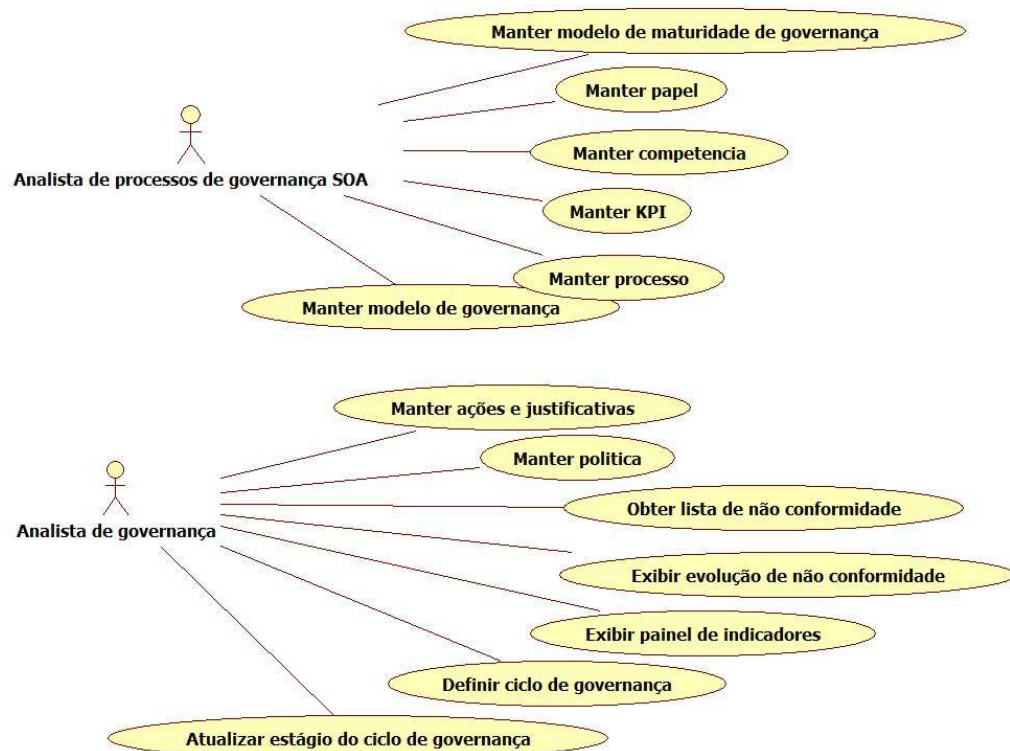 Manter modelo de maturidade de governança
Manter papel
Manter competencia
Analista de processos de governança SOA
Manter KPI
Manter processo
Manter modelo de governança
Manter ações e justificativas
Manter politica
Obter lista de não conformidade
Analista de governança
Exibir evolução de não conformidade
Exibir painel de indicadores
Definir ciclo de governança
Atualizar estágio do ciclo de governança